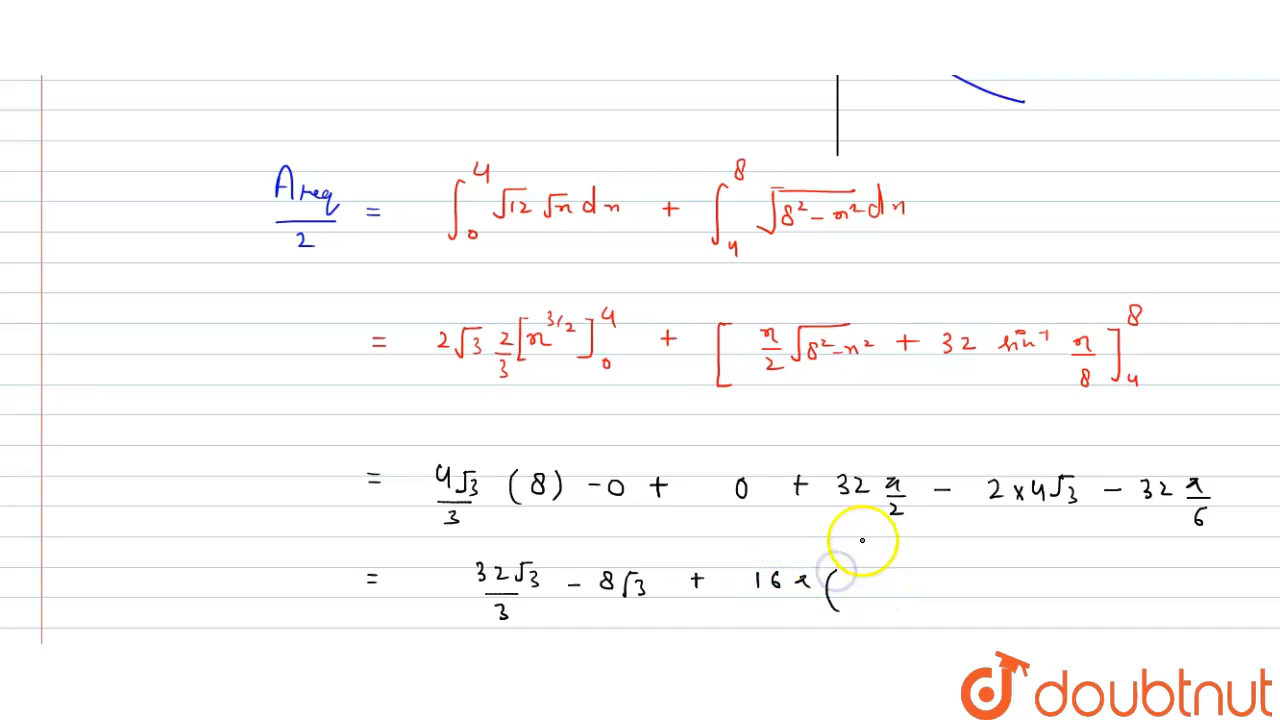 A req / 2 = ∫₀⁴ √12 √x dx + ∫₄⁸ √(8² - x²) dx
= 2√3 2/3 [x^(3/2)]₀⁴ + [x/2 √(8² - x²) + 32 sin⁻¹ x/8]₄⁸
= 4√3/3 (8) - 0 + 0 + 32 π/2 - 2×4√3 - 32 π/6
= 32√3/3 - 8√3 + 16 π (
doubtnut